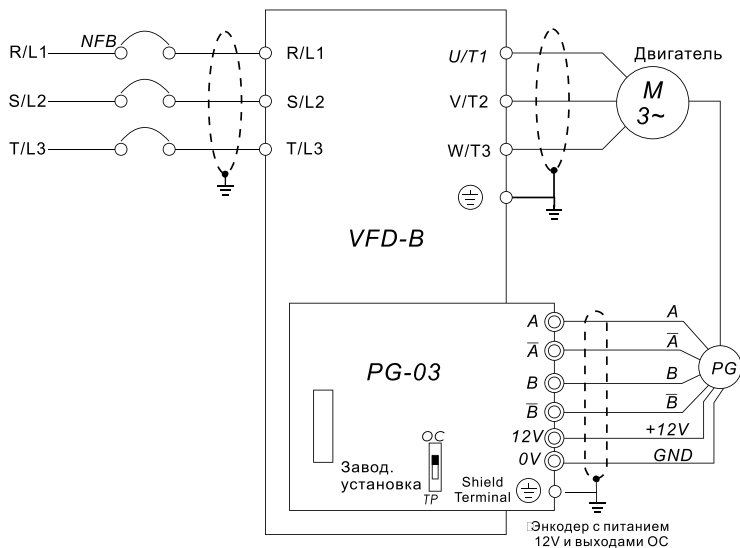 R/L1 NFB R/L1 U/T1 Двигатель
S/L2 S/L2 V/T2 M
3~
T/L3 T/L3 W/T3
VFD-B
PG-03
A A
A̅ A̅
B B PG
B̅ B̅
12V +12V
0V GND
OC
Завод.
установка
TP
Shield
Terminal
Энкодер с питанием
12V и выходами ОС